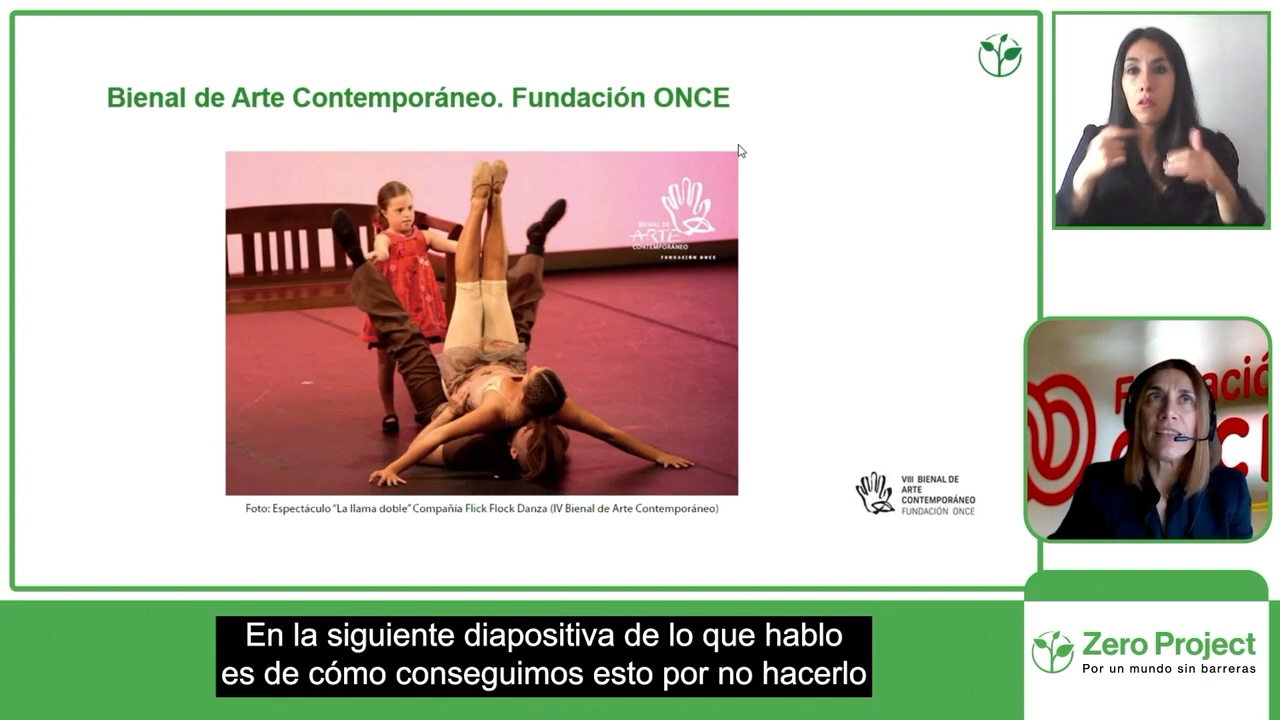 Bienal de Arte Contemporáneo. Fundación ONCE
BIENAL DE
ARTE
CONTEMPORÁNEO
FUNDACIÓN ONCE
Foto: Espectáculo "La llama doble" Compañía Flick Flock Danza (IV Bienal de Arte Contemporáneo)
VIII BIENAL DE
ARTE
CONTEMPORÁNEO
FUNDACIÓN ONCE
En la siguiente diapositiva de lo que hablo
es de cómo conseguimos esto por no hacerlo
Zero Project
Por un mundo sin barreras